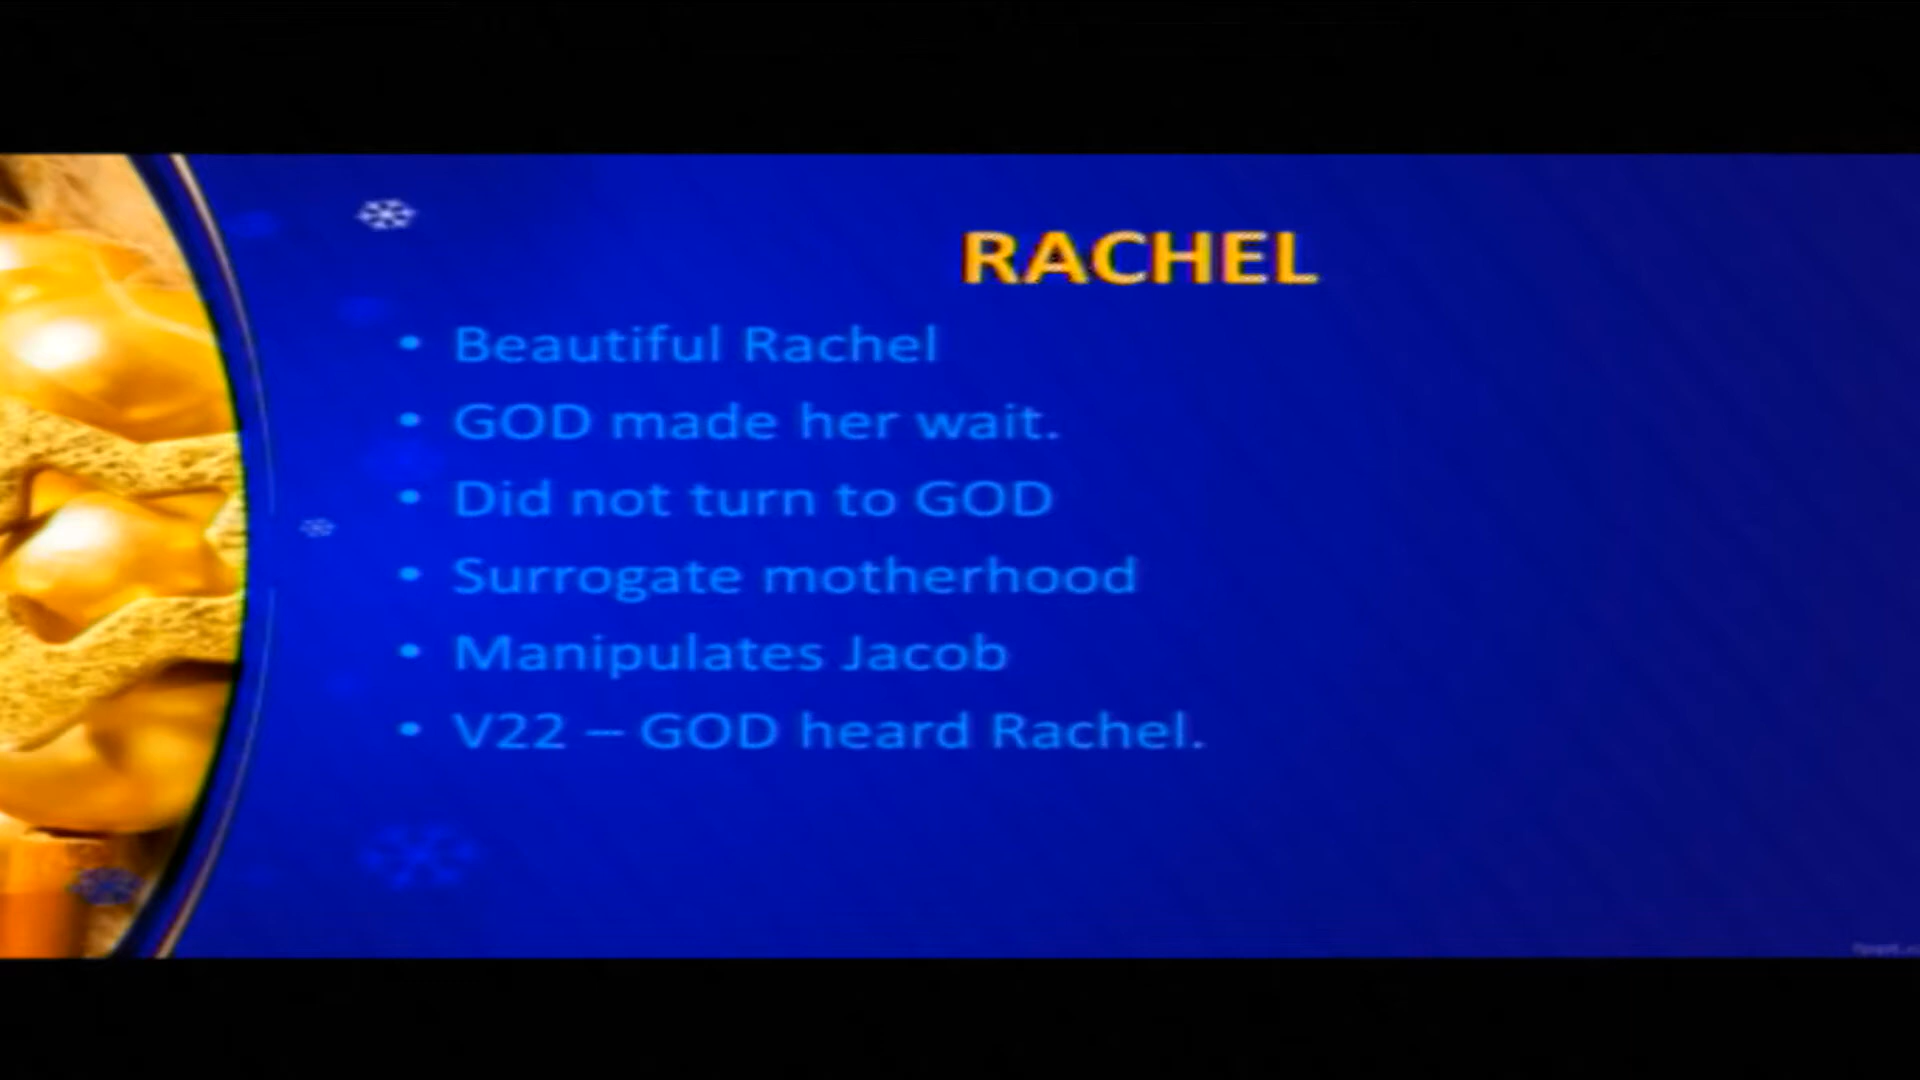 RACHEL
• Beautiful Rachel
• GOD made her wait.
• Did not turn to GOD
• Surrogate motherhood
• Manipulates Jacob
• V22 – GOD heard Rachel.